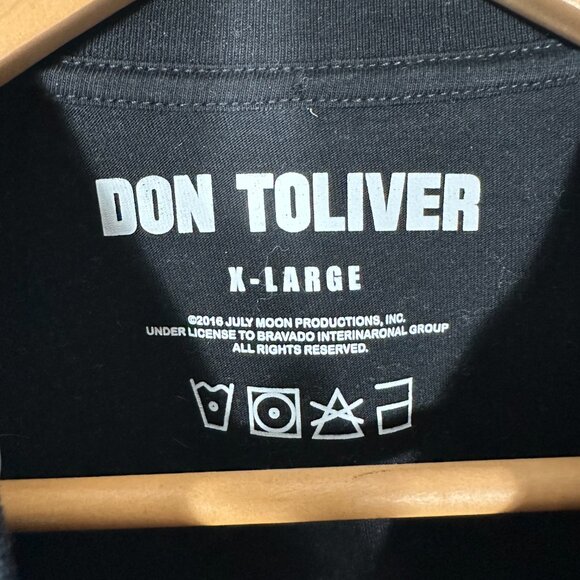 DON TOLIVER
X-LARGE
©2016 JULY MOON PRODUCTIONS, INC.
UNDER LICENSE TO BRAVADO INTERINARONAL GROUP
ALL RIGHTS RESERVED.